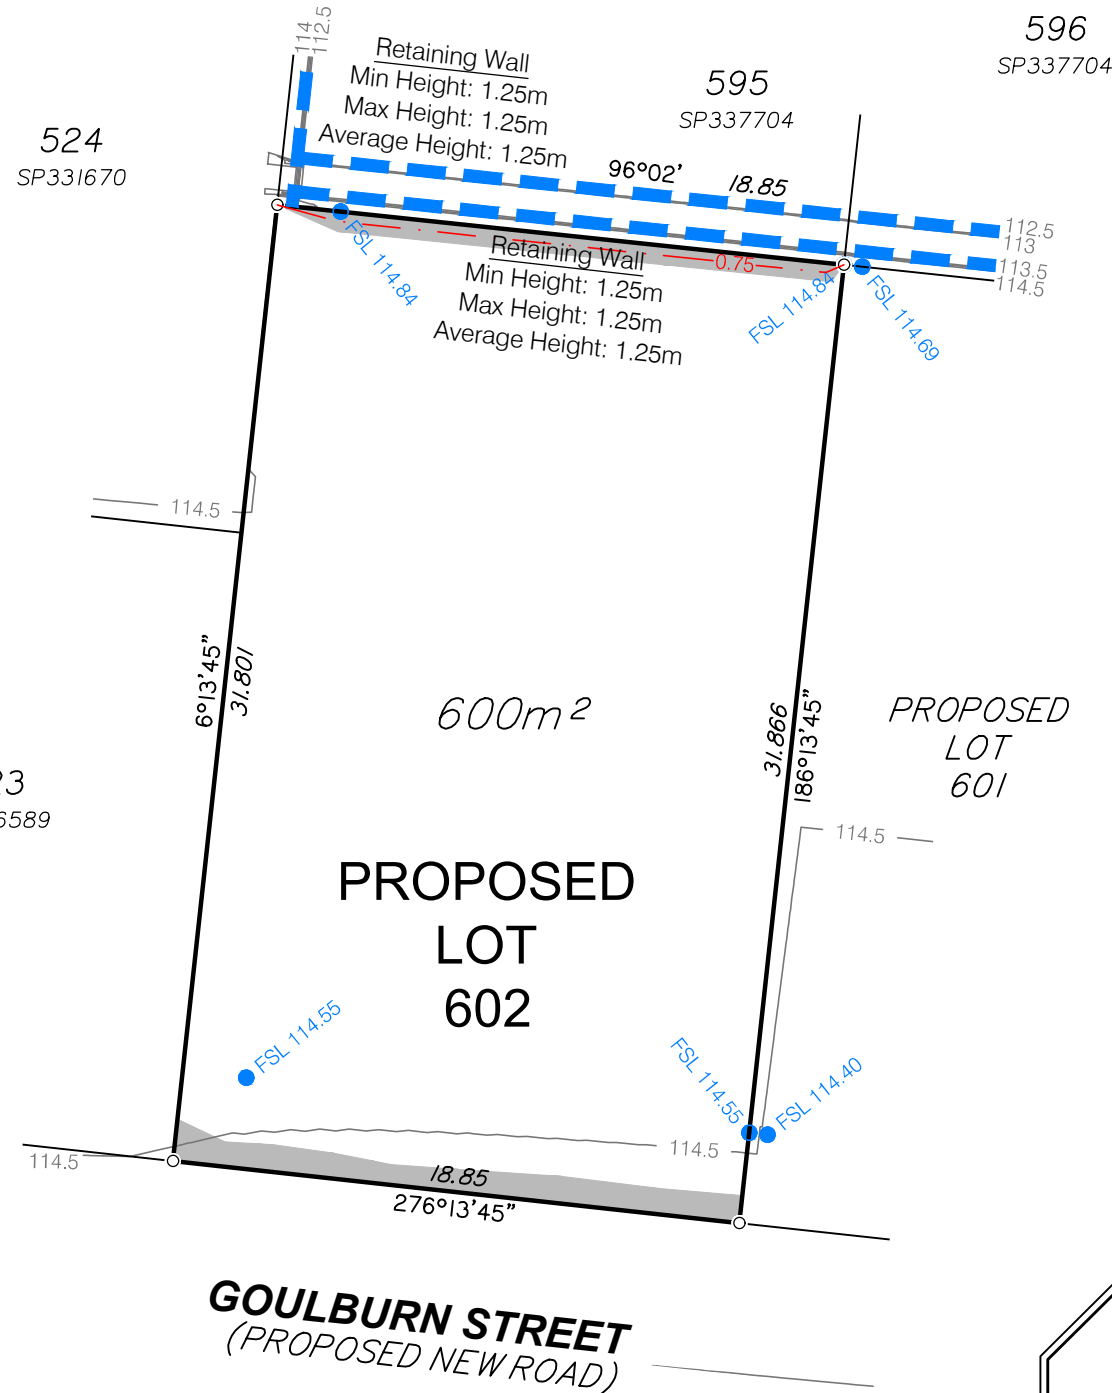 114
112.5
596
SP337704
Retaining Wall
Min Height: 1.25m
Max Height: 1.25m
Average Height: 1.25m
595
SP337704
524
SP331670
96°02'
18.85
112.5
113
113.5
114.5
FSL 114.84
Retaining Wall
Min Height: 1.25m
Max Height: 1.25m
Average Height: 1.25m
0.75
FSL 114.84
FSL 114.69
114.5
6°13'45"
31.801
600m²
31.866
186°13'45"
PROPOSED
LOT
601
114.5
PROPOSED
LOT
602
FSL 114.55
FSL 114.55
FSL 114.40
114.5
114.5
18.85
276°13'45"
GOULBURN STREET
(PROPOSED NEW ROAD)